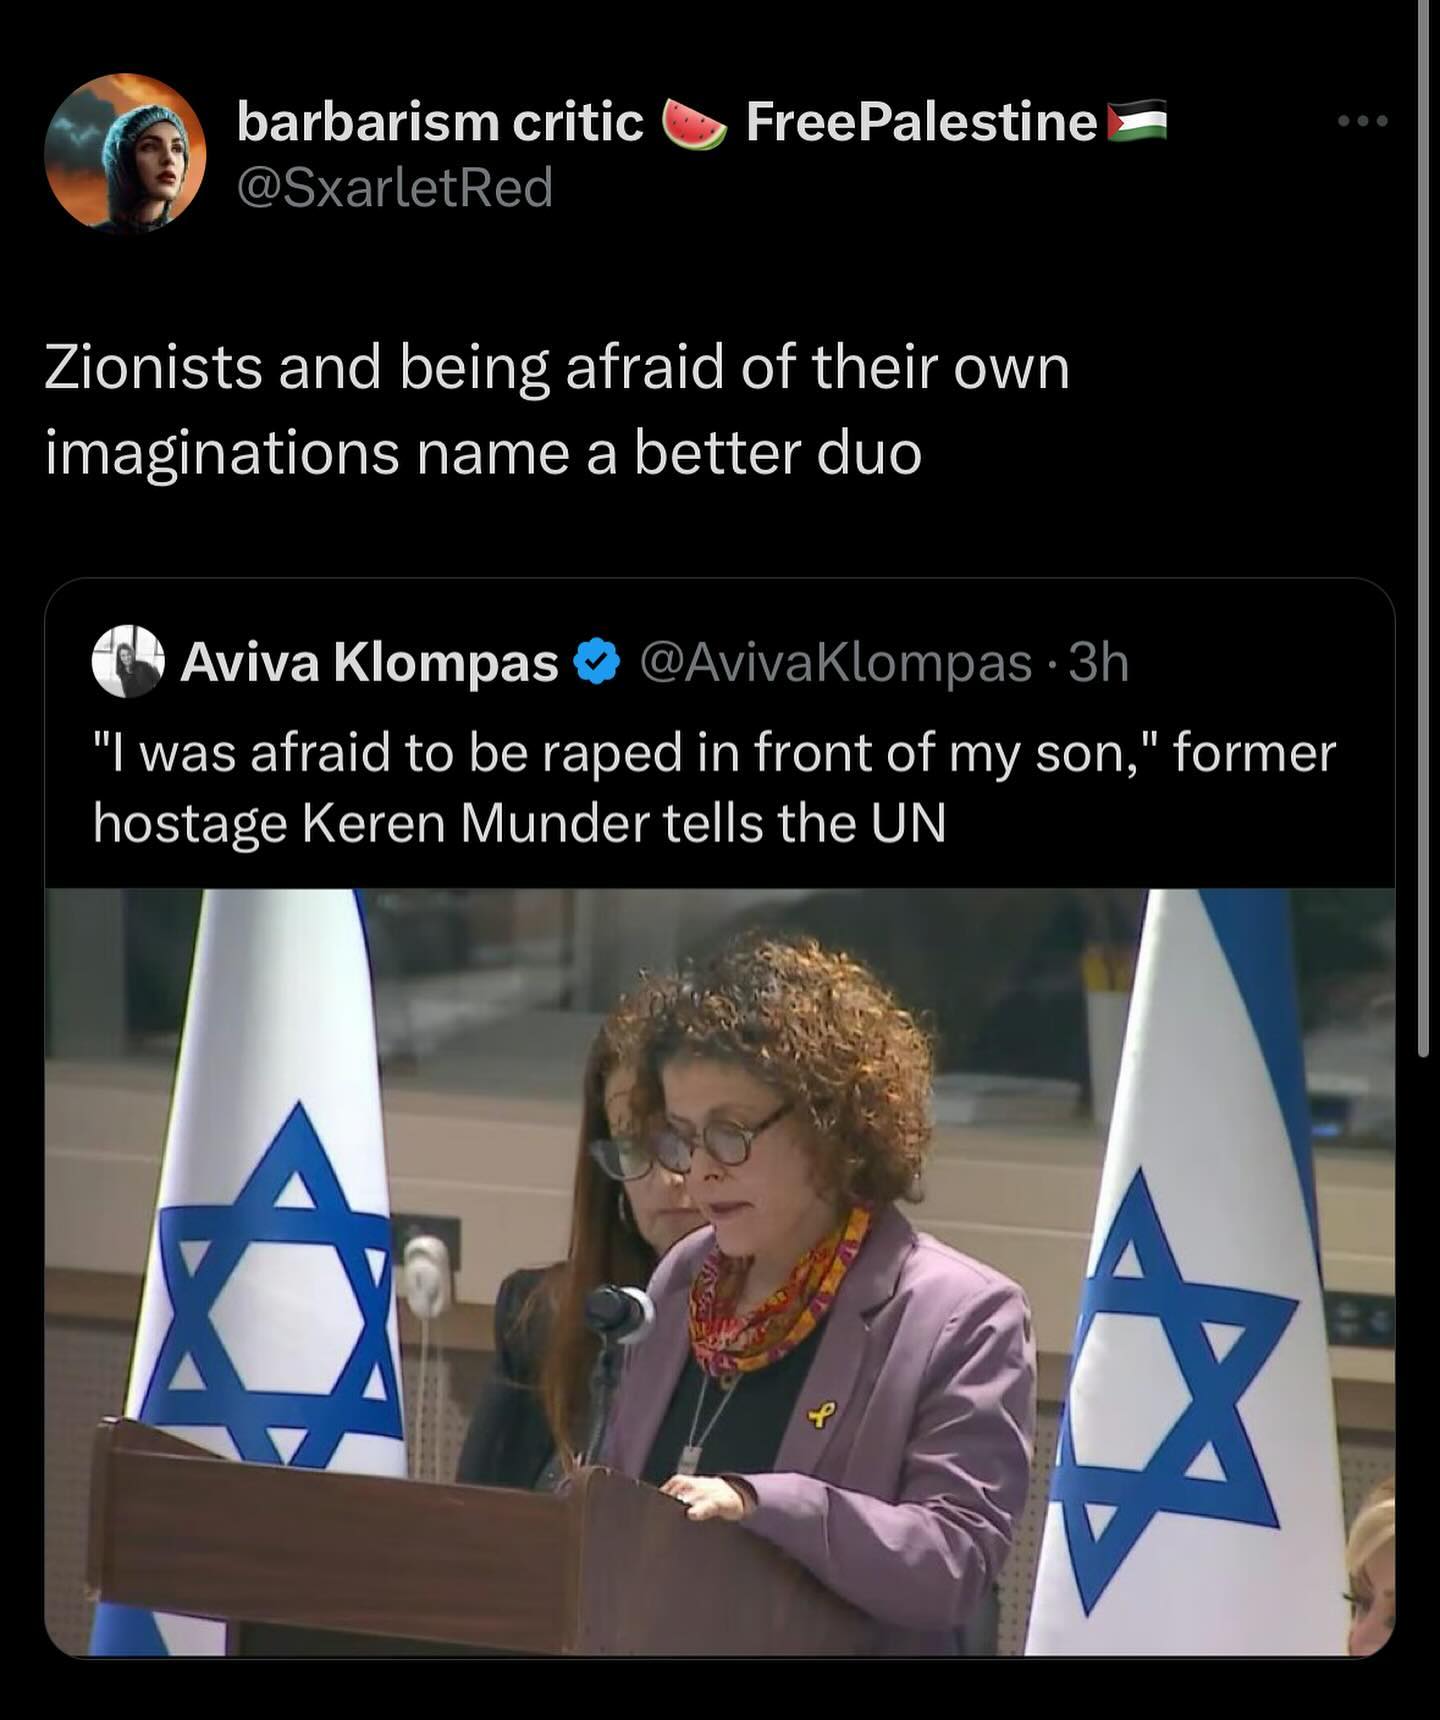 barbarism critic 🍉 FreePalestine🇵🇸
@SxarletRed
Zionists and being afraid of their own
imaginations name a better duo
Aviva Klompas @AvivaKlompas · 3h
"I was afraid to be raped in front of my son," former
hostage Keren Munder tells the UN